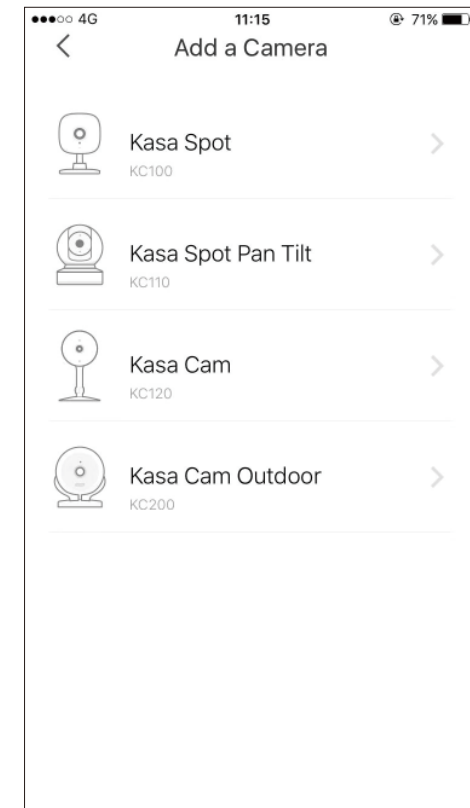 ●●●○○ 4G 11:15 71%
Add a Camera
Kasa Spot
KC100
Kasa Spot Pan Tilt
KC110
Kasa Cam
KC120
Kasa Cam Outdoor
KC200